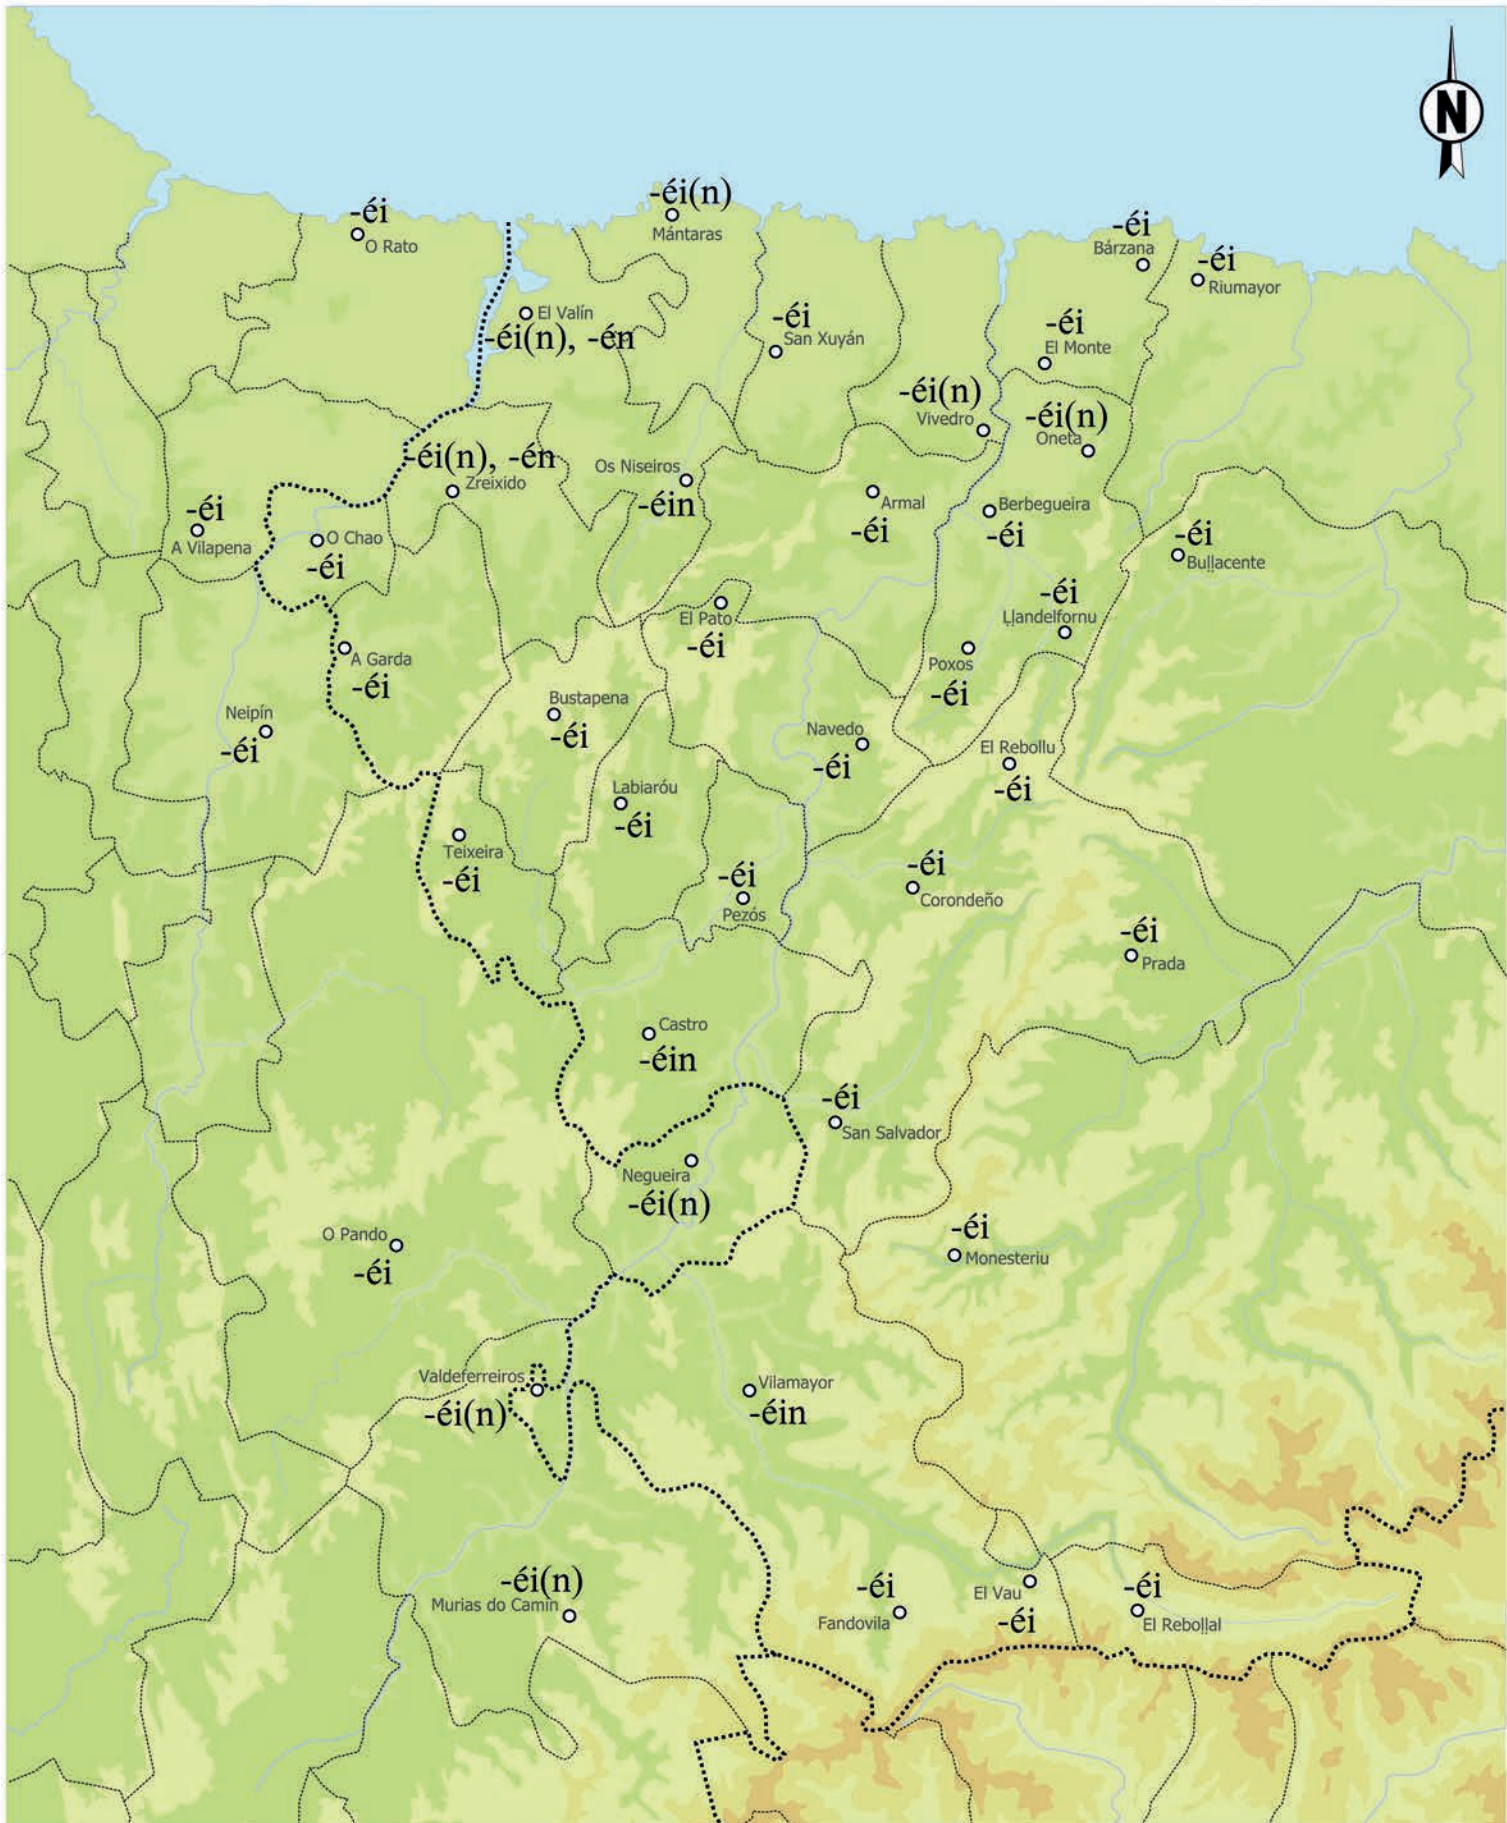 N
-éi(n)
Mántaras
-éi
O Rato
-éi
Bárzana
-éi
Riumayor
El Valín
-éi(n), -én
-éi
San Xuyán
-éi
El Monte
-éi(n)
Vivedro
-éi(n)
Oneta
-éi(n), -én
Zreixido
Os Niseiros
-éin
Armal
-éi
Berbegueira
-éi
-éi
A Vilapena
O Chao
-éi
-éi
Buḷḷacente
-éi
Ḷḷandelfornu
El Pato
-éi
A Garda
-éi
Poxos
-éi
Bustapena
-éi
Neipín
-éi
Navedo
-éi
El Rebollu
-éi
Labiaróu
-éi
Teixeira
-éi
-éi
Pezós
-éi
Corondeño
-éi
Prada
Castro
-éin
-éi
San Salvador
Negueira
-éi(n)
O Pando
-éi
-éi
Monesteriu
Valdeferreiros
-éi(n)
Vilamayor
-éin
-éi(n)
Murias do Camín
-éi
Fandovila
El Vau
-éi
-éi
El Reboḷḷal